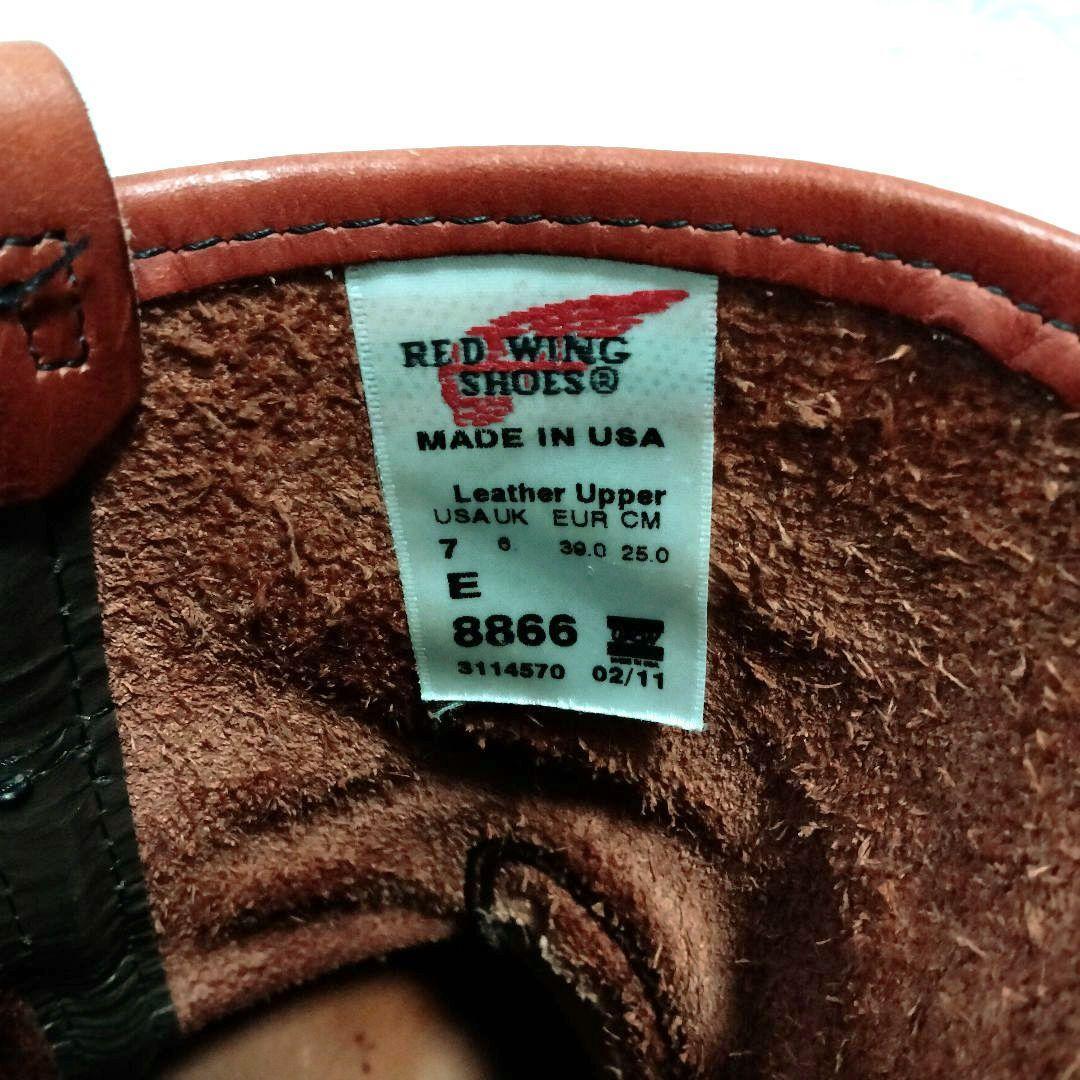 RED WING
SHOES®
MADE IN USA
Leather Upper
USA UK EUR CM
7 6 39.0 25.0
E
8866
3114570 02/11